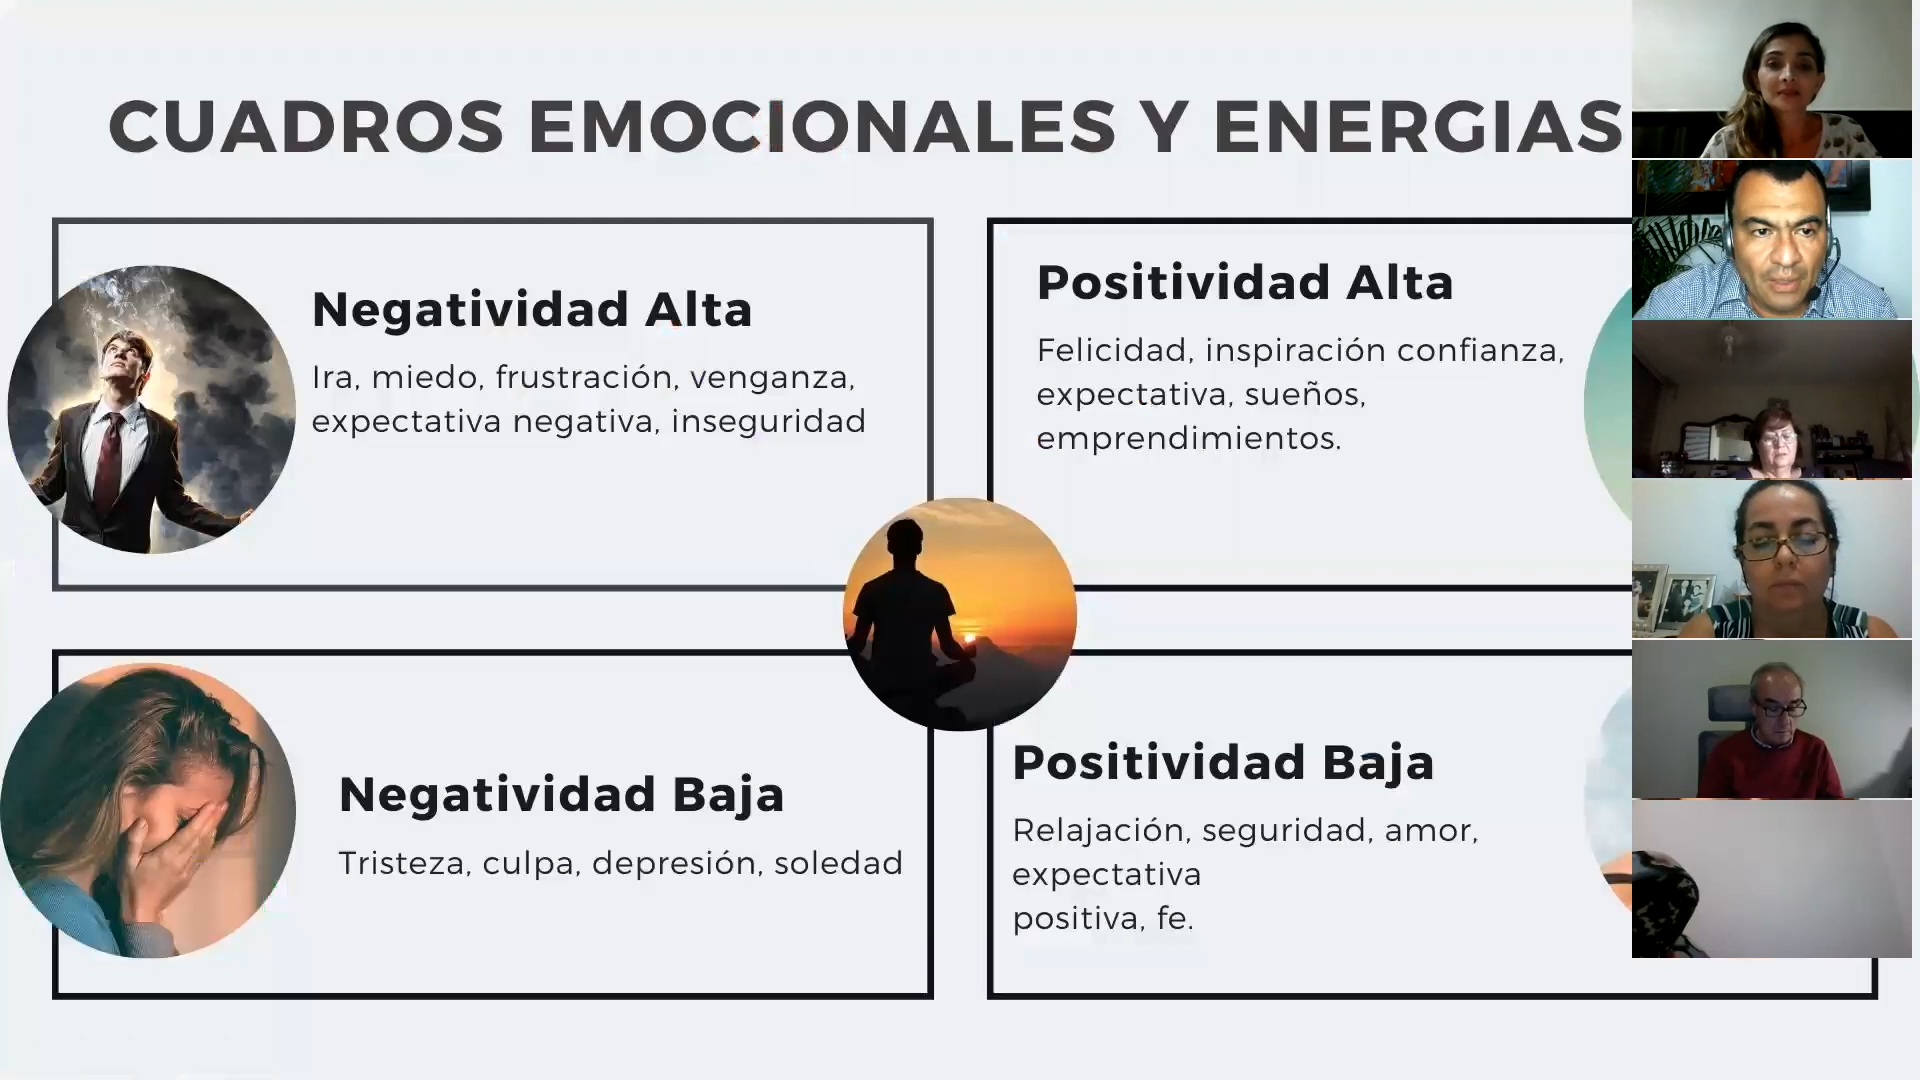 CUADROS EMOCIONALES Y ENERGIAS
Negatividad Alta
Ira, miedo, frustración, venganza,
expectativa negativa, inseguridad
Positividad Alta
Felicidad, inspiración confianza,
expectativa, sueños,
emprendimientos.
Negatividad Baja
Tristeza, culpa, depresión, soledad
Positividad Baja
Relajación, seguridad, amor,
expectativa
positiva, fe.